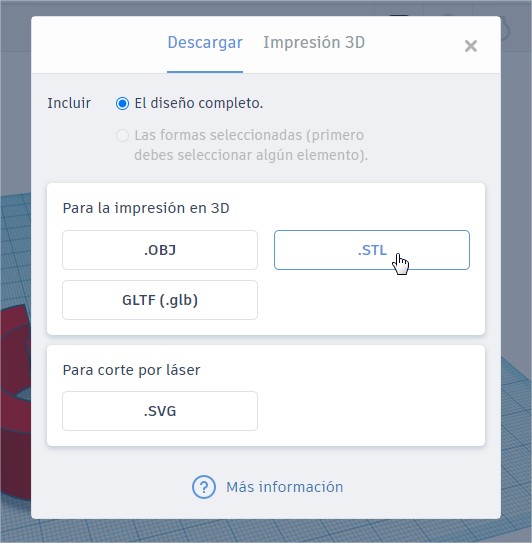 Descargar Impresión 3D
Incluir El diseño completo.
Las formas seleccionadas (primero
debes seleccionar algún elemento).
Para la impresión en 3D
.OBJ .STL
GLTF (.glb)
Para corte por láser
.SVG
? Más información